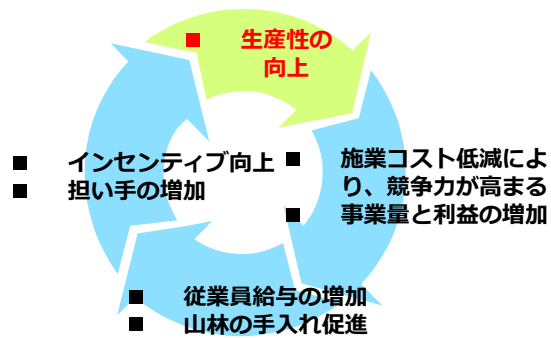 ■ 生産性の
向上
■ 施業コスト低減によ
り、競争力が高まる
■ 事業量と利益の増加
■ 従業員給与の増加
■ 山林の手入れ促進
■ インセンティブ向上
■ 担い手の増加